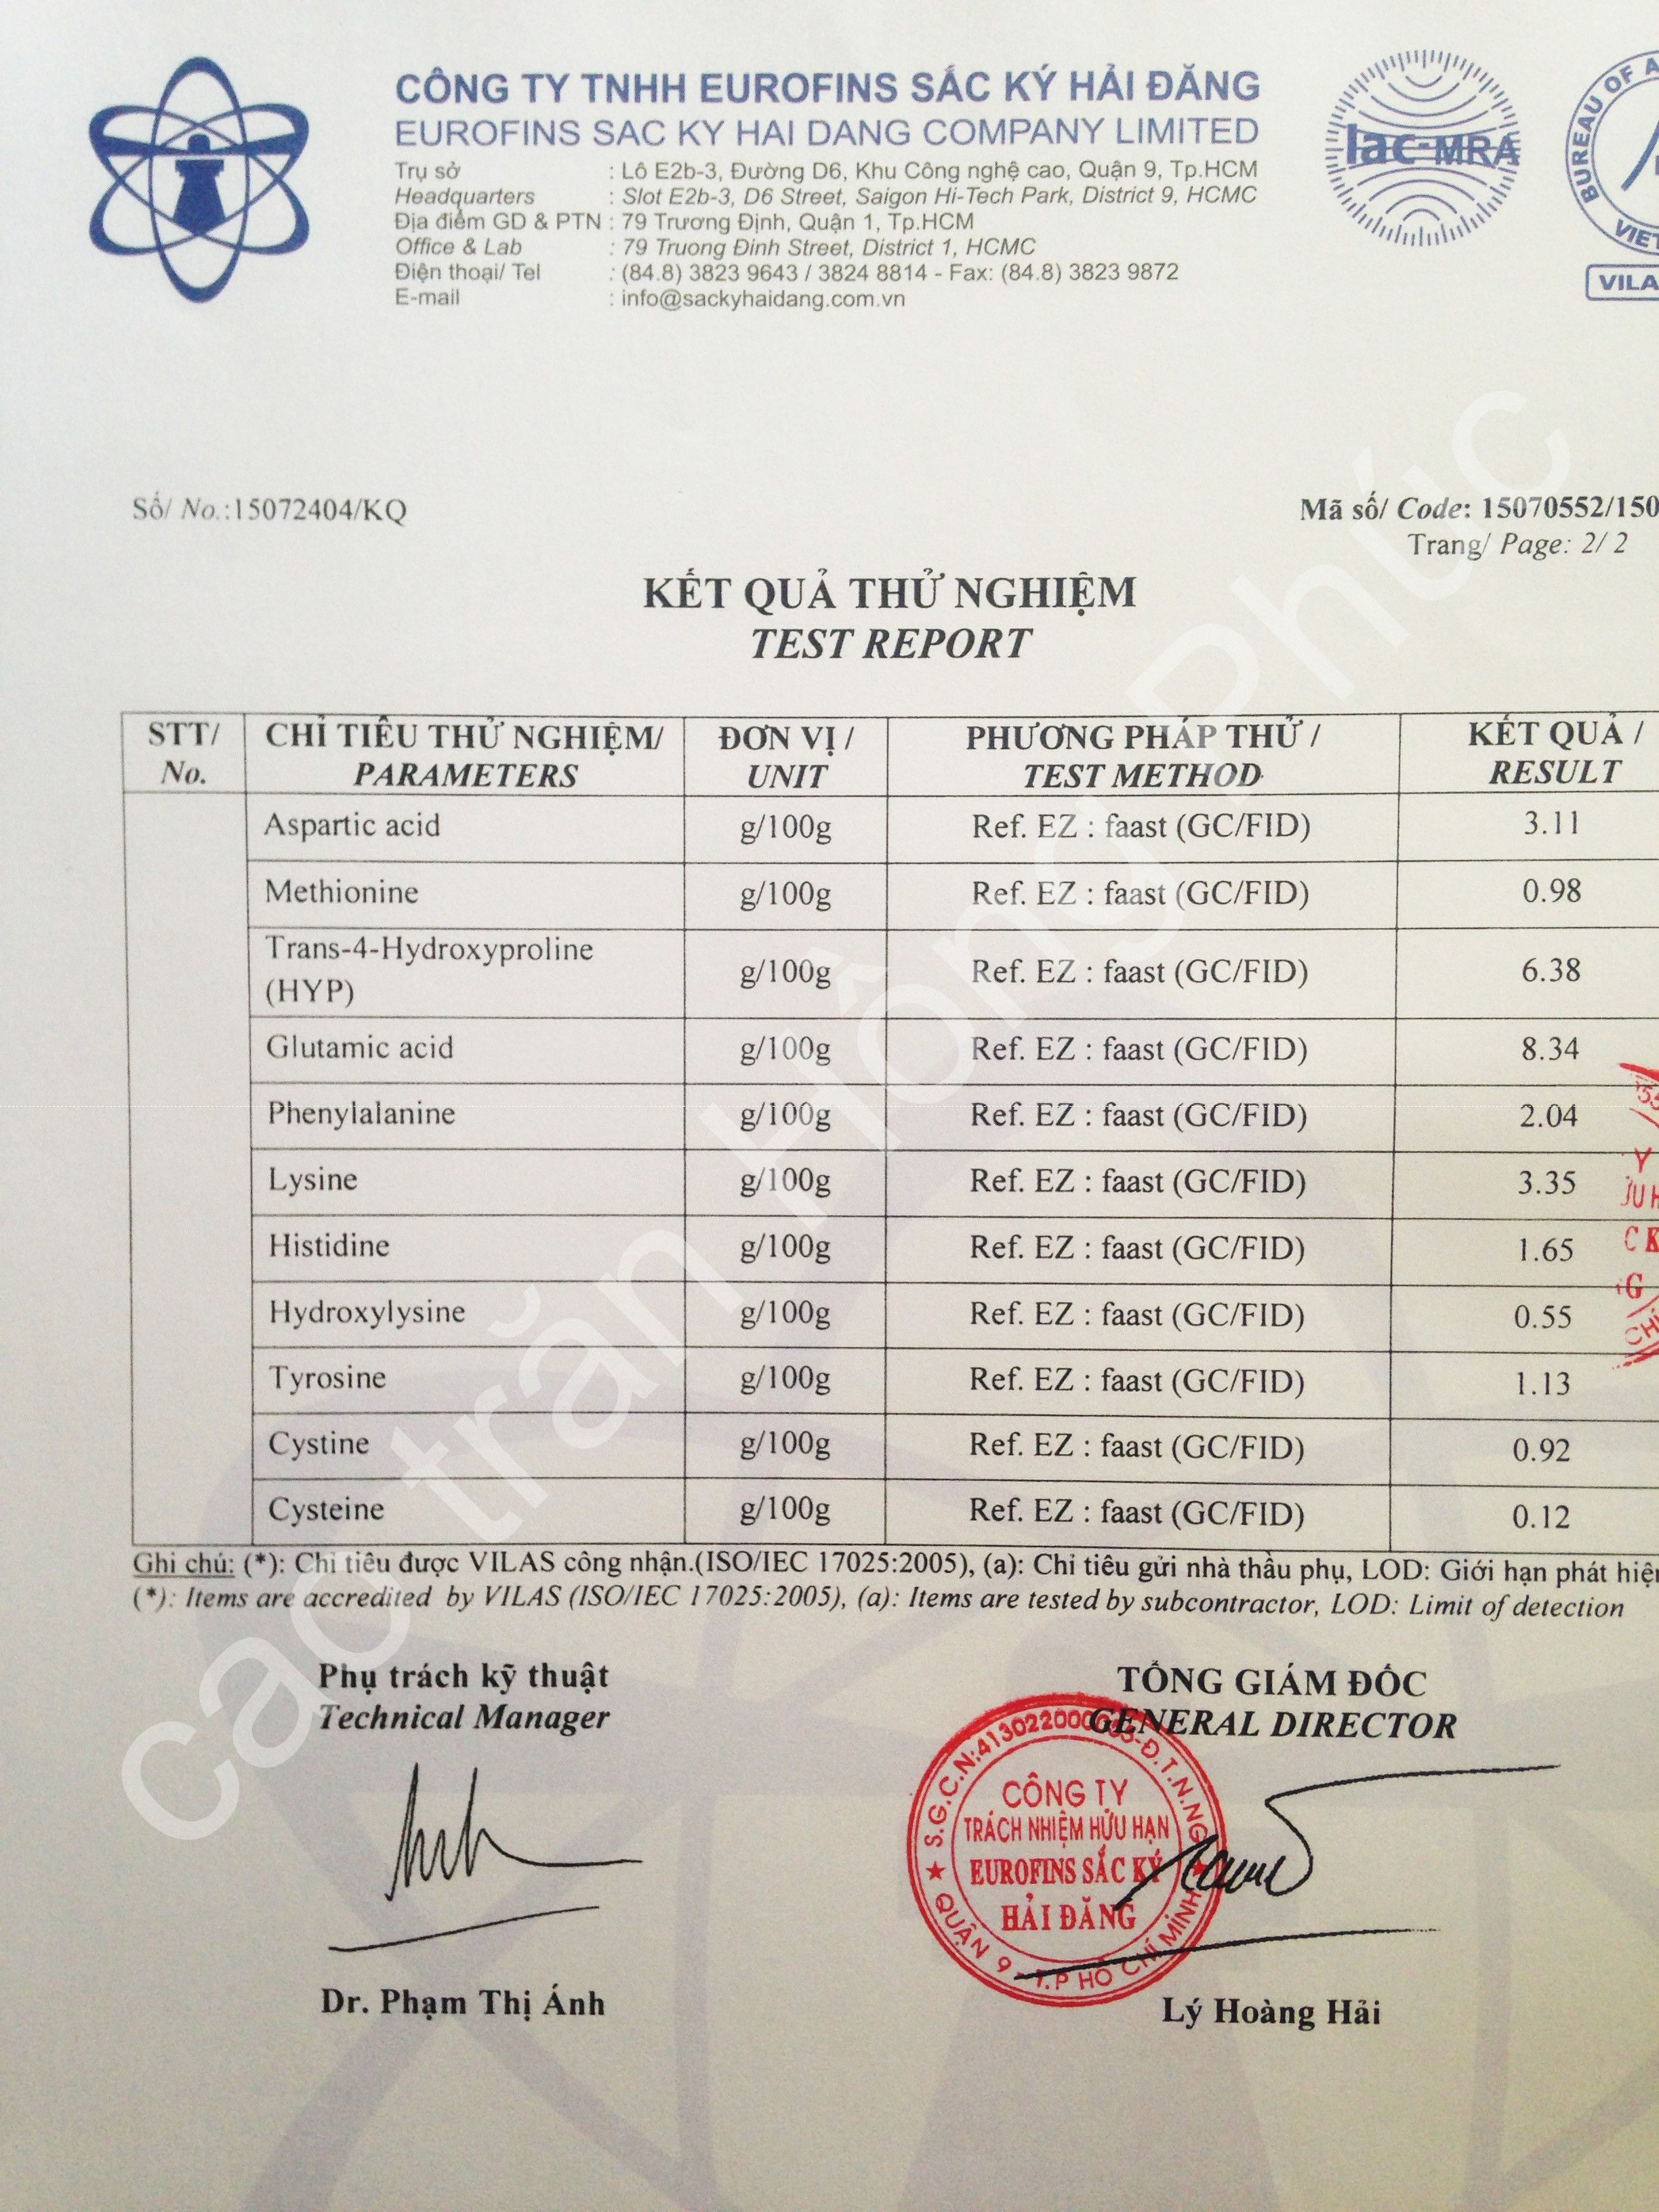 CÔNG TY TNHH EUROFINS SẮC KÝ HẢI ĐĂNG
EUROFINS SAC KY HAI DANG COMPANY LIMITED
Trụ sở : Lô E2b-3, Đường D6, Khu Công nghệ cao, Quận 9, Tp.HCM
Headquarters : Slot E2b-3, D6 Street, Saigon Hi-Tech Park, District 9, HCMC
Địa điểm GD & PTN : 79 Trương Định, Quận 1, Tp.HCM
Office & Lab : 79 Truong Đinh Street, District 1, HCMC
Điện thoại/ Tel : (84.8) 3823 9643 / 3824 8814 - Fax: (84.8) 3823 9872
E-mail : info@sackyhaidang.com.vn
ilac-MRA
BUREAU OF
Số/ No.:15072404/KQ
Mã số/ Code: 15070552/150
Trang/ Page: 2/ 2
KẾT QUẢ THỬ NGHIỆM
TEST REPORT
STT/ CHỈ TIÊU THỬ NGHIỆM/ ĐƠN VỊ / PHƯƠNG PHÁP THỬ / KẾT QUẢ /
No. PARAMETERS UNIT TEST METHOD RESULT
Aspartic acid g/100g Ref. EZ : faast (GC/FID) 3.11
Methionine g/100g Ref. EZ : faast (GC/FID) 0.98
Trans-4-Hydroxyproline
(HYP) g/100g Ref. EZ : faast (GC/FID) 6.38
Glutamic acid g/100g Ref. EZ : faast (GC/FID) 8.34
Phenylalanine g/100g Ref. EZ : faast (GC/FID) 2.04
Lysine g/100g Ref. EZ : faast (GC/FID) 3.35
Histidine g/100g Ref. EZ : faast (GC/FID) 1.65
Hydroxylysine g/100g Ref. EZ : faast (GC/FID) 0.55
Tyrosine g/100g Ref. EZ : faast (GC/FID) 1.13
Cystine g/100g Ref. EZ : faast (GC/FID) 0.92
Cysteine g/100g Ref. EZ : faast (GC/FID) 0.12
Ghi chú: (*): Chỉ tiêu được VILAS công nhận.(ISO/IEC 17025:2005), (a): Chỉ tiêu gửi nhà thầu phụ, LOD: Giới hạn phát hiện
(*): Items are accredited by VILAS (ISO/IEC 17025:2005), (a): Items are tested by subcontractor, LOD: Limit of detection
Phụ trách kỹ thuật
Technical Manager
TỔNG GIÁM ĐỐC
GENERAL DIRECTOR
CÔNG TY
TRÁCH NHIỆM HỮU HẠN
EUROFINS SẮC KÝ
HẢI ĐĂNG
QUẬN 9 - T.P HỒ CHÍ MINH
Dr. Phạm Thị Ánh
Lý Hoàng Hải
cao trăn Hồng Phúc